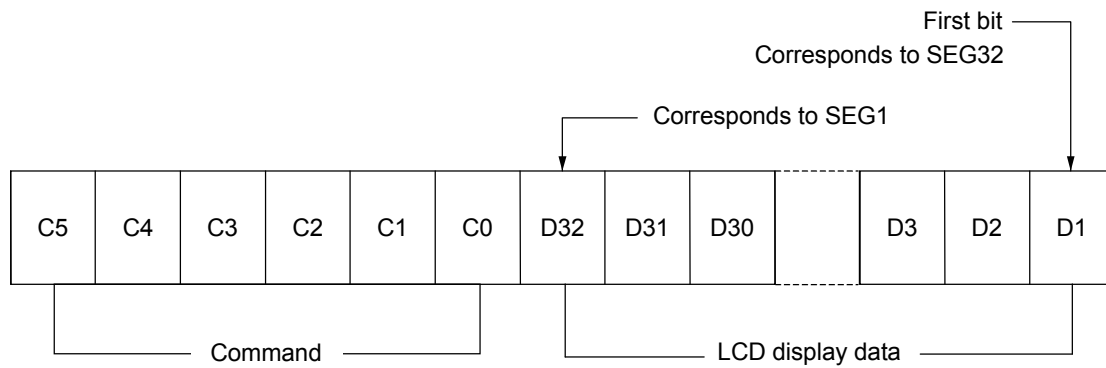 First bit
Corresponds to SEG32
Corresponds to SEG1
C5 C4 C3 C2 C1 C0 D32 D31 D30 D3 D2 D1
Command
LCD display data